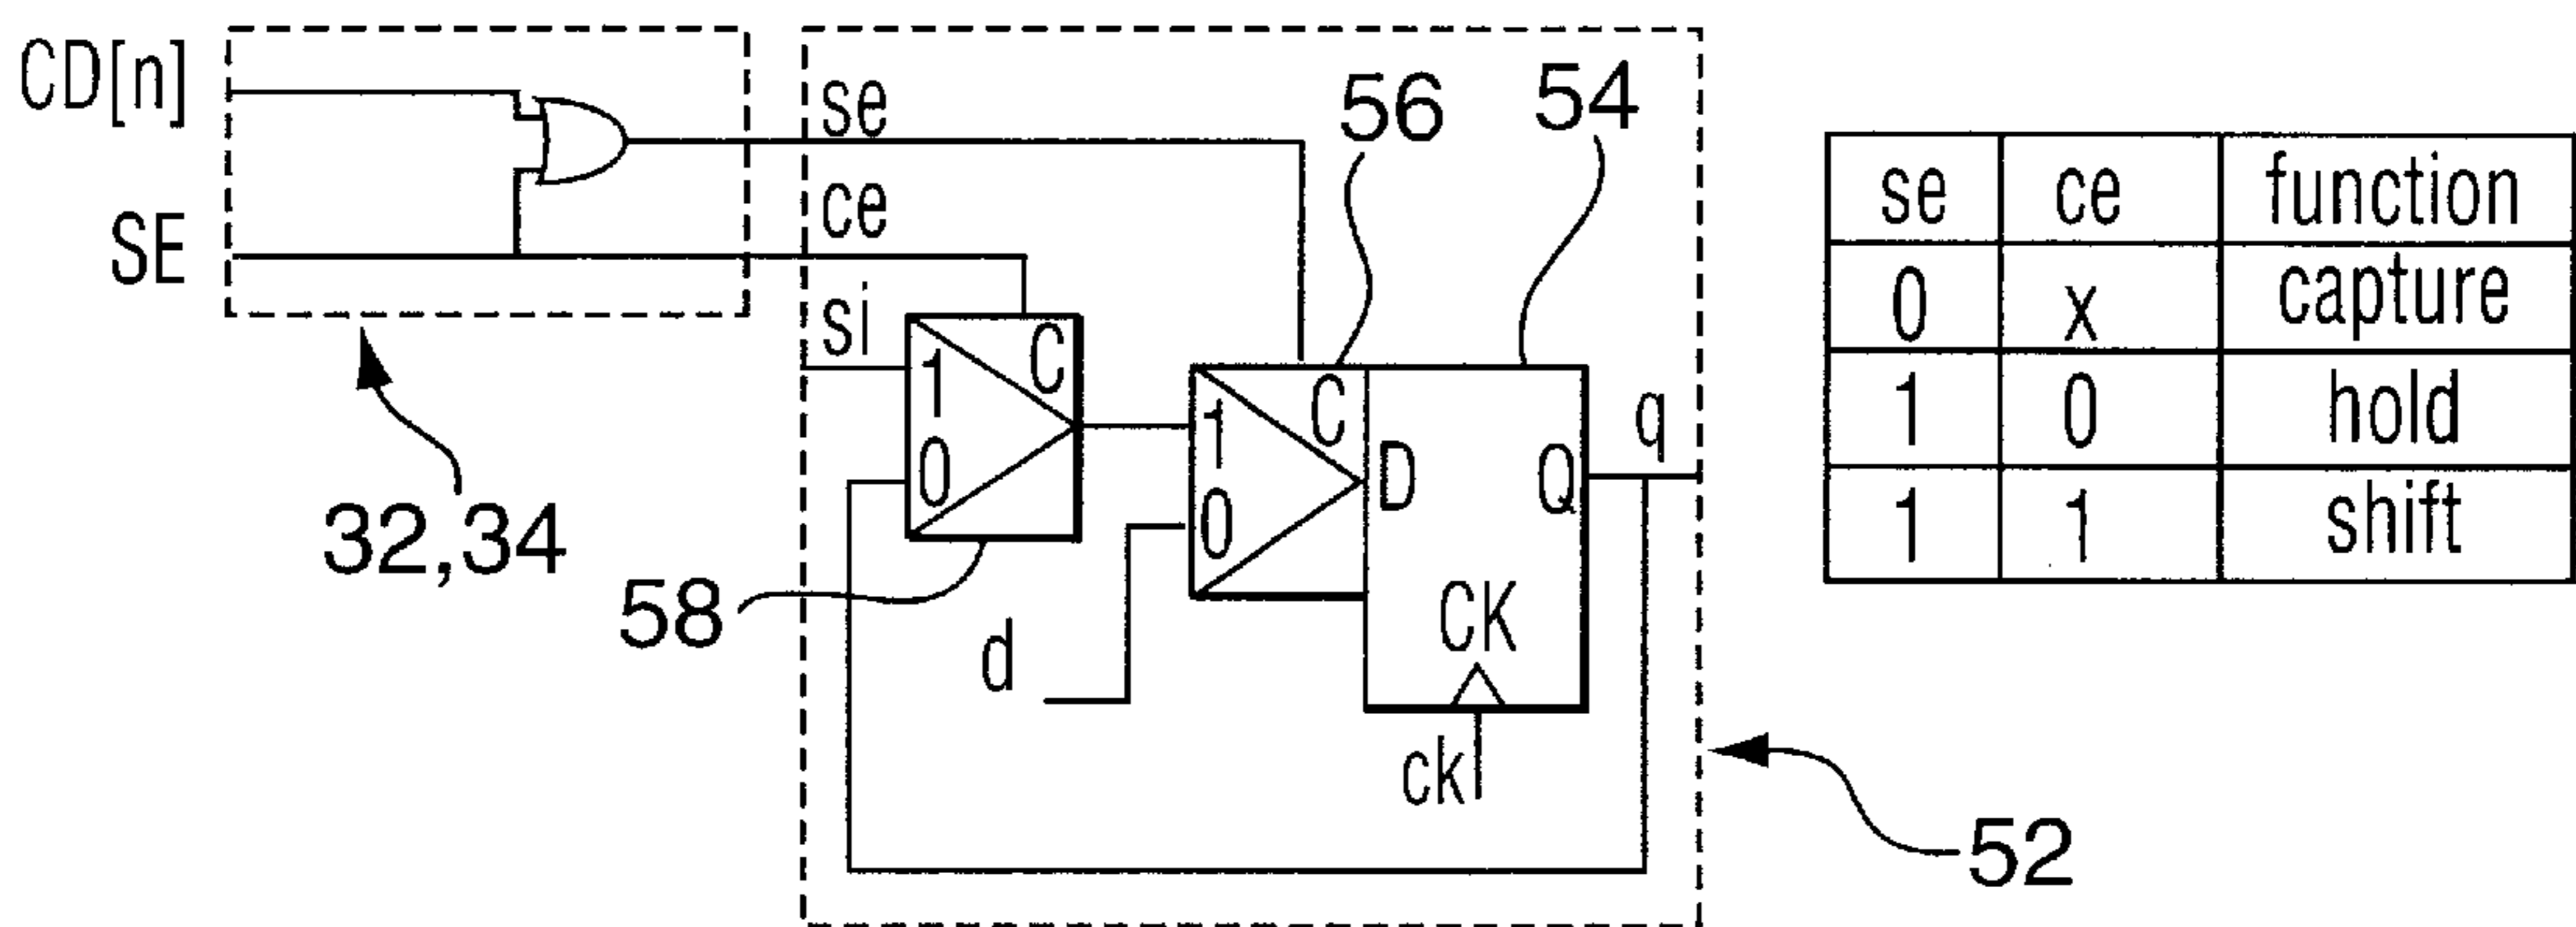 CD[n]
SE
32,34
se
ce
si
1
0
C
58
d
1
0
C
56
54
D
Q
CK
ck
q
52
se ce function
0 x capture
1 0 hold
1 1 shift